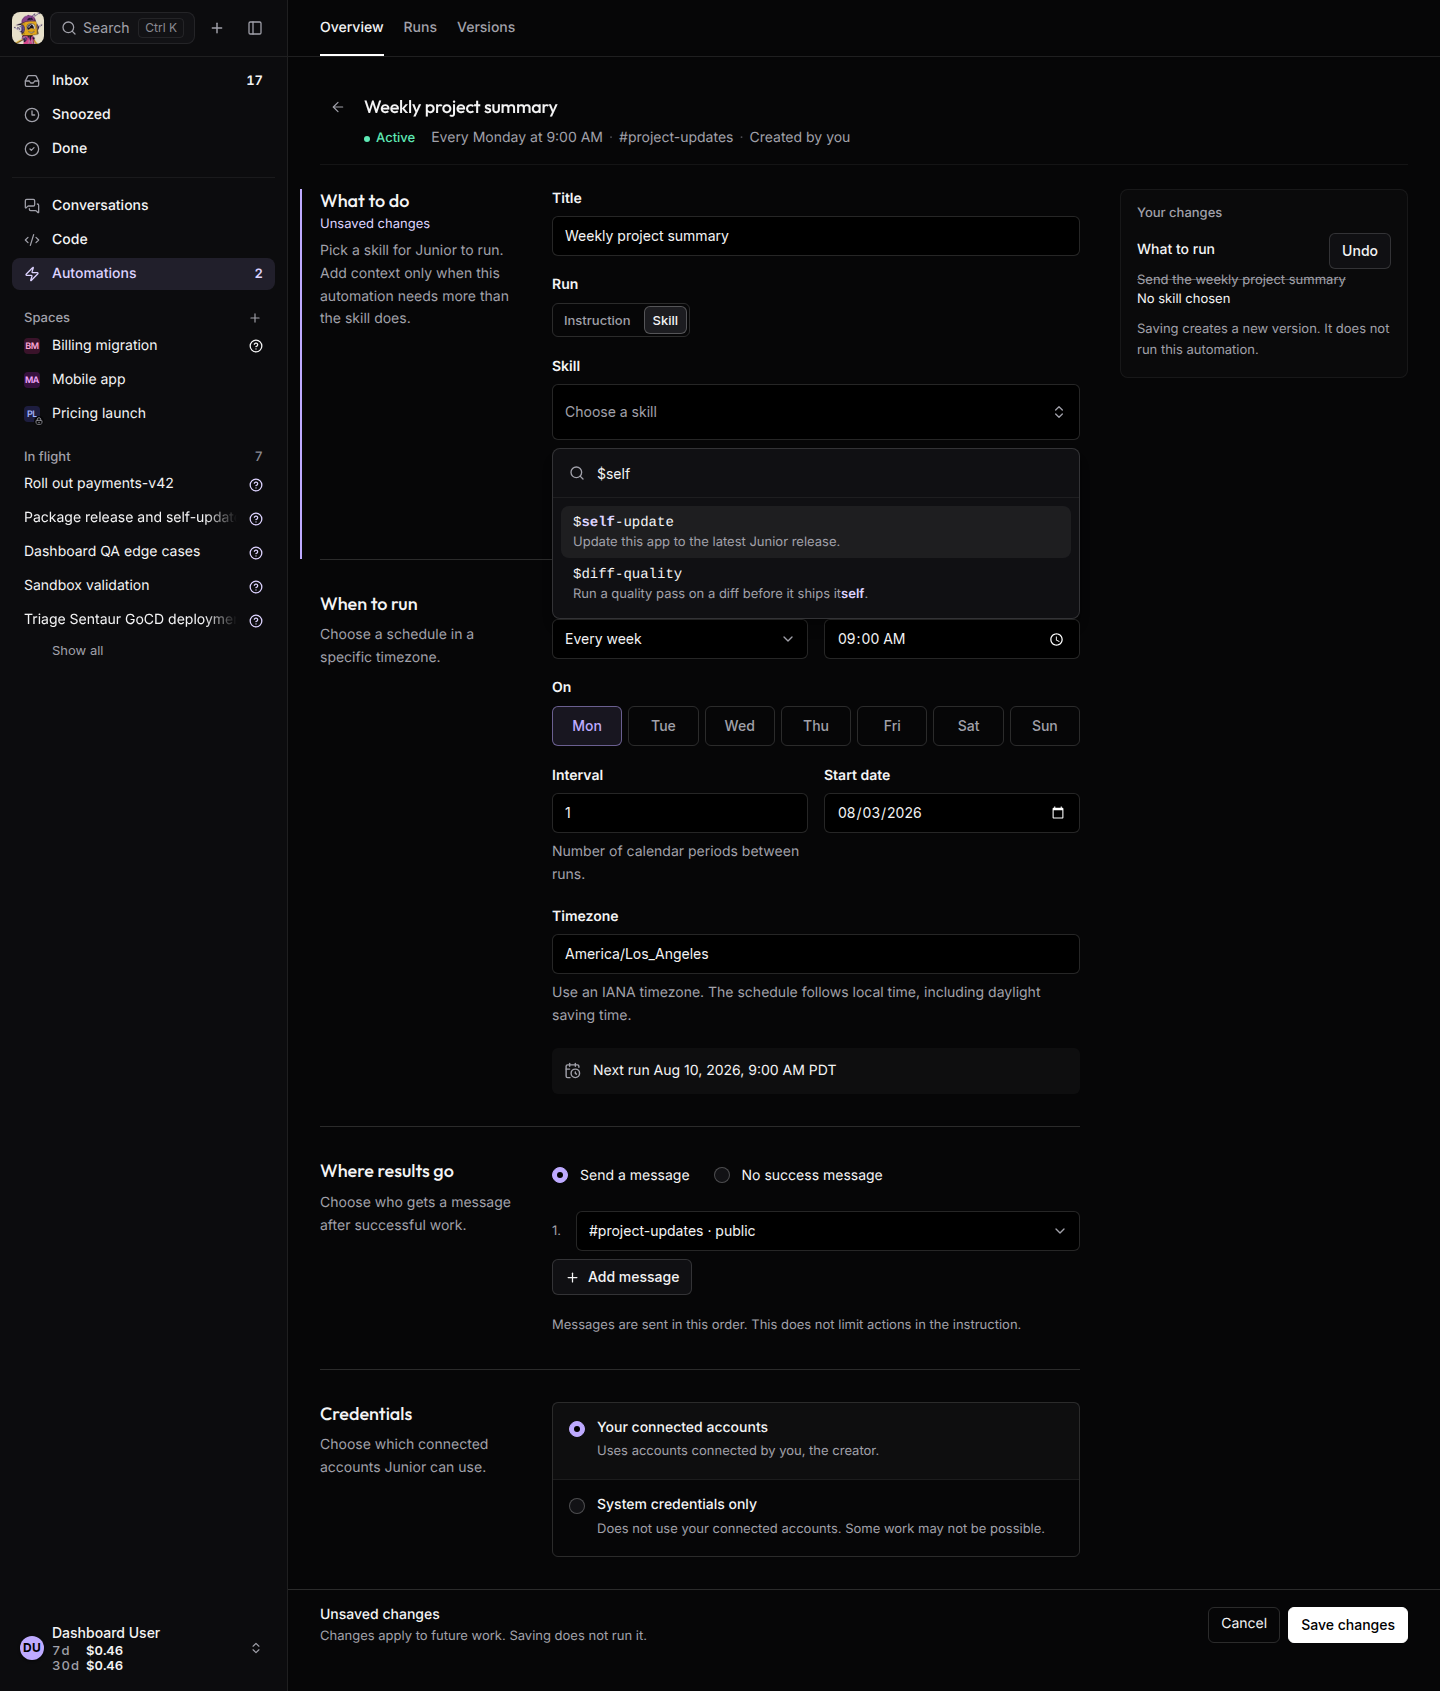 Search Ctrl K
Inbox 17
Snoozed
Done
Conversations
Code
Automations 2
Spaces
BM Billing migration
MA Mobile app
PL Pricing launch
In flight 7
Roll out payments-v42
Package release and self-updat
Dashboard QA edge cases
Sandbox validation
Triage Sentaur GoCD deployme
Show all
DU Dashboard User
7d $0.46
30d $0.46
Overview Runs Versions
Weekly project summary
Active Every Monday at 9:00 AM · #project-updates · Created by you
What to do
Unsaved changes
Pick a skill for Junior to run.
Add context only when this
automation needs more than
the skill does.
Title
Weekly project summary
Run
Instruction Skill
Skill
Choose a skill
$self
$self-update
Update this app to the latest Junior release.
$diff-quality
Run a quality pass on a diff before it ships itself.
Your changes
What to run Undo
Send the weekly project summary
No skill chosen
Saving creates a new version. It does not
run this automation.
When to run
Choose a schedule in a
specific timezone.
Every week 09:00 AM
On
Mon Tue Wed Thu Fri Sat Sun
Interval Start date
1 08/03/2026
Number of calendar periods between
runs.
Timezone
America/Los_Angeles
Use an IANA timezone. The schedule follows local time, including daylight
saving time.
Next run Aug 10, 2026, 9:00 AM PDT
Where results go
Choose who gets a message
after successful work.
Send a message No success message
1. #project-updates · public
Add message
Messages are sent in this order. This does not limit actions in the instruction.
Credentials
Choose which connected
accounts Junior can use.
Your connected accounts
Uses accounts connected by you, the creator.
System credentials only
Does not use your connected accounts. Some work may not be possible.
Unsaved changes
Changes apply to future work. Saving does not run it.
Cancel Save changes